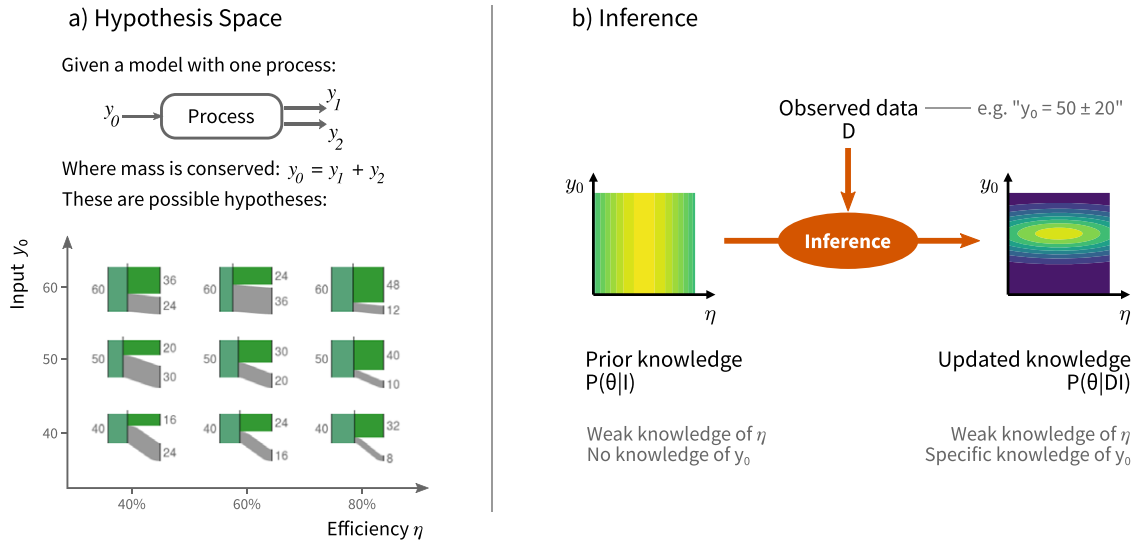 a) Hypothesis Space
Given a model with one process:
y0
Process
y1
y2
Where mass is conserved: y0 = y1 + y2
These are possible hypotheses:
Input y0
60
50
40
60 36 24
60 24 36
60 48 12
50 20 30
50 30 20
50 40 10
40 16 24
40 24 16
40 32 8
40% 60% 80%
Efficiency η
b) Inference
Observed data
D
e.g. "y0 = 50 ± 20"
y0
η
Inference
y0
η
Prior knowledge
P(θ|I)
Weak knowledge of η
No knowledge of y0
Updated knowledge
P(θ|DI)
Weak knowledge of η
Specific knowledge of y0